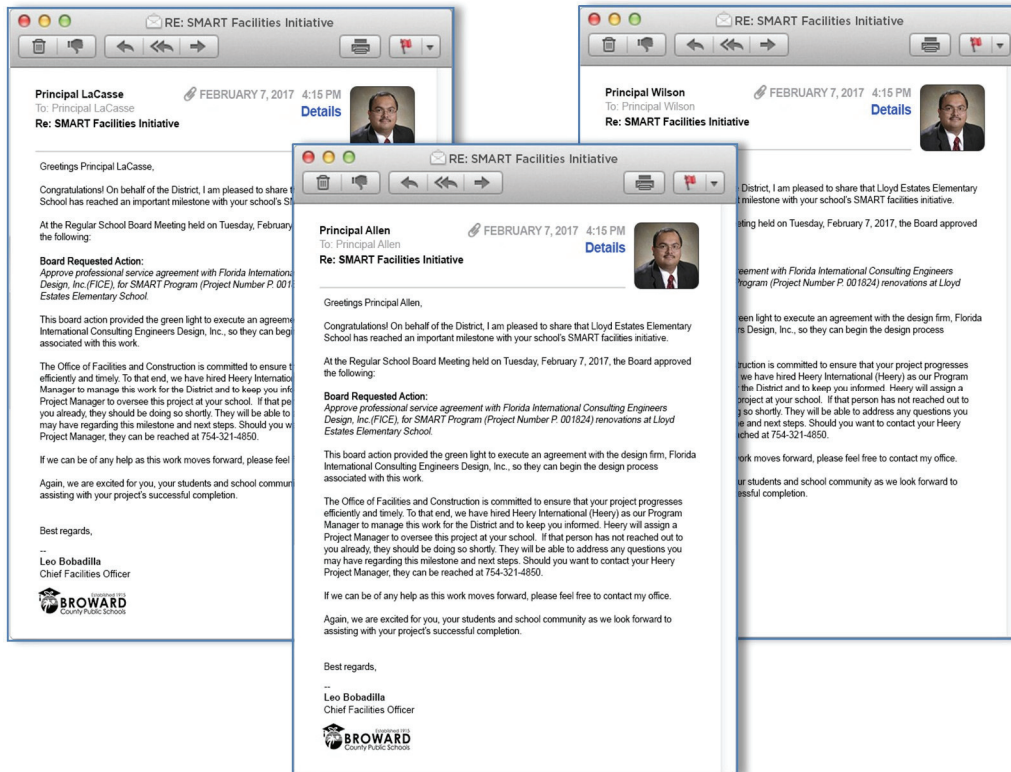 RE: SMART Facilities Initiative
Principal LaCasse
FEBRUARY 7, 2017 4:15 PM
To: Principal LaCasse
Details
Re: SMART Facilities Initiative
Greetings Principal LaCasse,
Congratulations! On behalf of the District, I am pleased to share
School has reached an important milestone with your school's
At the Regular School Board Meeting held on Tuesday, February
the following:
Board Requested Action:
Approve professional service agreement with Florida
Design, Inc.(FICE), for SMART Program (Project Number P.
Estates Elementary School.
This board action provided the green light to execute an
International Consulting Engineers Design, Inc., so they can
associated with this work.
The Office of Facilities and Construction is committed to ensure
efficiently and timely. To that end, we have hired Heery
Manager to manage this work for the District and to keep you
Project Manager to oversee this project at your school. If that
you already, they should be doing so shortly. They will be able to
may have regarding this milestone and next steps. Should you
Project Manager, they can be reached at 754-321-4850.
If we can be of any help as this work moves forward, please feel
Again, we are excited for you, your students and school
assisting with your project's successful completion.
Best regards,
--
Leo Bobadilla
Chief Facilities Officer
Established 1915
BROWARD
County Public Schools
RE: SMART Facilities Initiative
Principal Allen
FEBRUARY 7, 2017 4:15 PM
To: Principal Allen
Details
Re: SMART Facilities Initiative
Greetings Principal Allen,
Congratulations! On behalf of the District, I am pleased to share that Lloyd Estates Elementary
School has reached an important milestone with your school's SMART facilities initiative.
At the Regular School Board Meeting held on Tuesday, February 7, 2017, the Board approved
the following:
Board Requested Action:
Approve professional service agreement with Florida International Consulting Engineers
Design, Inc.(FICE), for SMART Program (Project Number P. 001824) renovations at Lloyd
Estates Elementary School.
This board action provided the green light to execute an agreement with the design firm, Florida
International Consulting Engineers Design, Inc., so they can begin the design process
associated with this work.
The Office of Facilities and Construction is committed to ensure that your project progresses
efficiently and timely. To that end, we have hired Heery International (Heery) as our Program
Manager to manage this work for the District and to keep you informed. Heery will assign a
Project Manager to oversee this project at your school. If that person has not reached out to
you already, they should be doing so shortly. They will be able to address any questions you
may have regarding this milestone and next steps. Should you want to contact your Heery
Project Manager, they can be reached at 754-321-4850.
If we can be of any help as this work moves forward, please feel free to contact my office.
Again, we are excited for you, your students and school community as we look forward to
assisting with your project's successful completion.
Best regards,
--
Leo Bobadilla
Chief Facilities Officer
Established 1915
BROWARD
County Public Schools
RE: SMART Facilities Initiative
Principal Wilson
FEBRUARY 7, 2017 4:15 PM
To: Principal Wilson
Details
Re: SMART Facilities Initiative
District, I am pleased to share that Lloyd Estates Elementary
milestone with your school's SMART facilities initiative.
held on Tuesday, February 7, 2017, the Board approved
with Florida International Consulting Engineers
(Project Number P. 001824) renovations at Lloyd
light to execute an agreement with the design firm, Florida
Design, Inc., so they can begin the design process
is committed to ensure that your project progresses
we have hired Heery International (Heery) as our Program
the District and to keep you informed. Heery will assign a
project at your school. If that person has not reached out to
so shortly. They will be able to address any questions you
and next steps. Should you want to contact your Heery
at 754-321-4850.
work moves forward, please feel free to contact my office.
students and school community as we look forward to
completion.